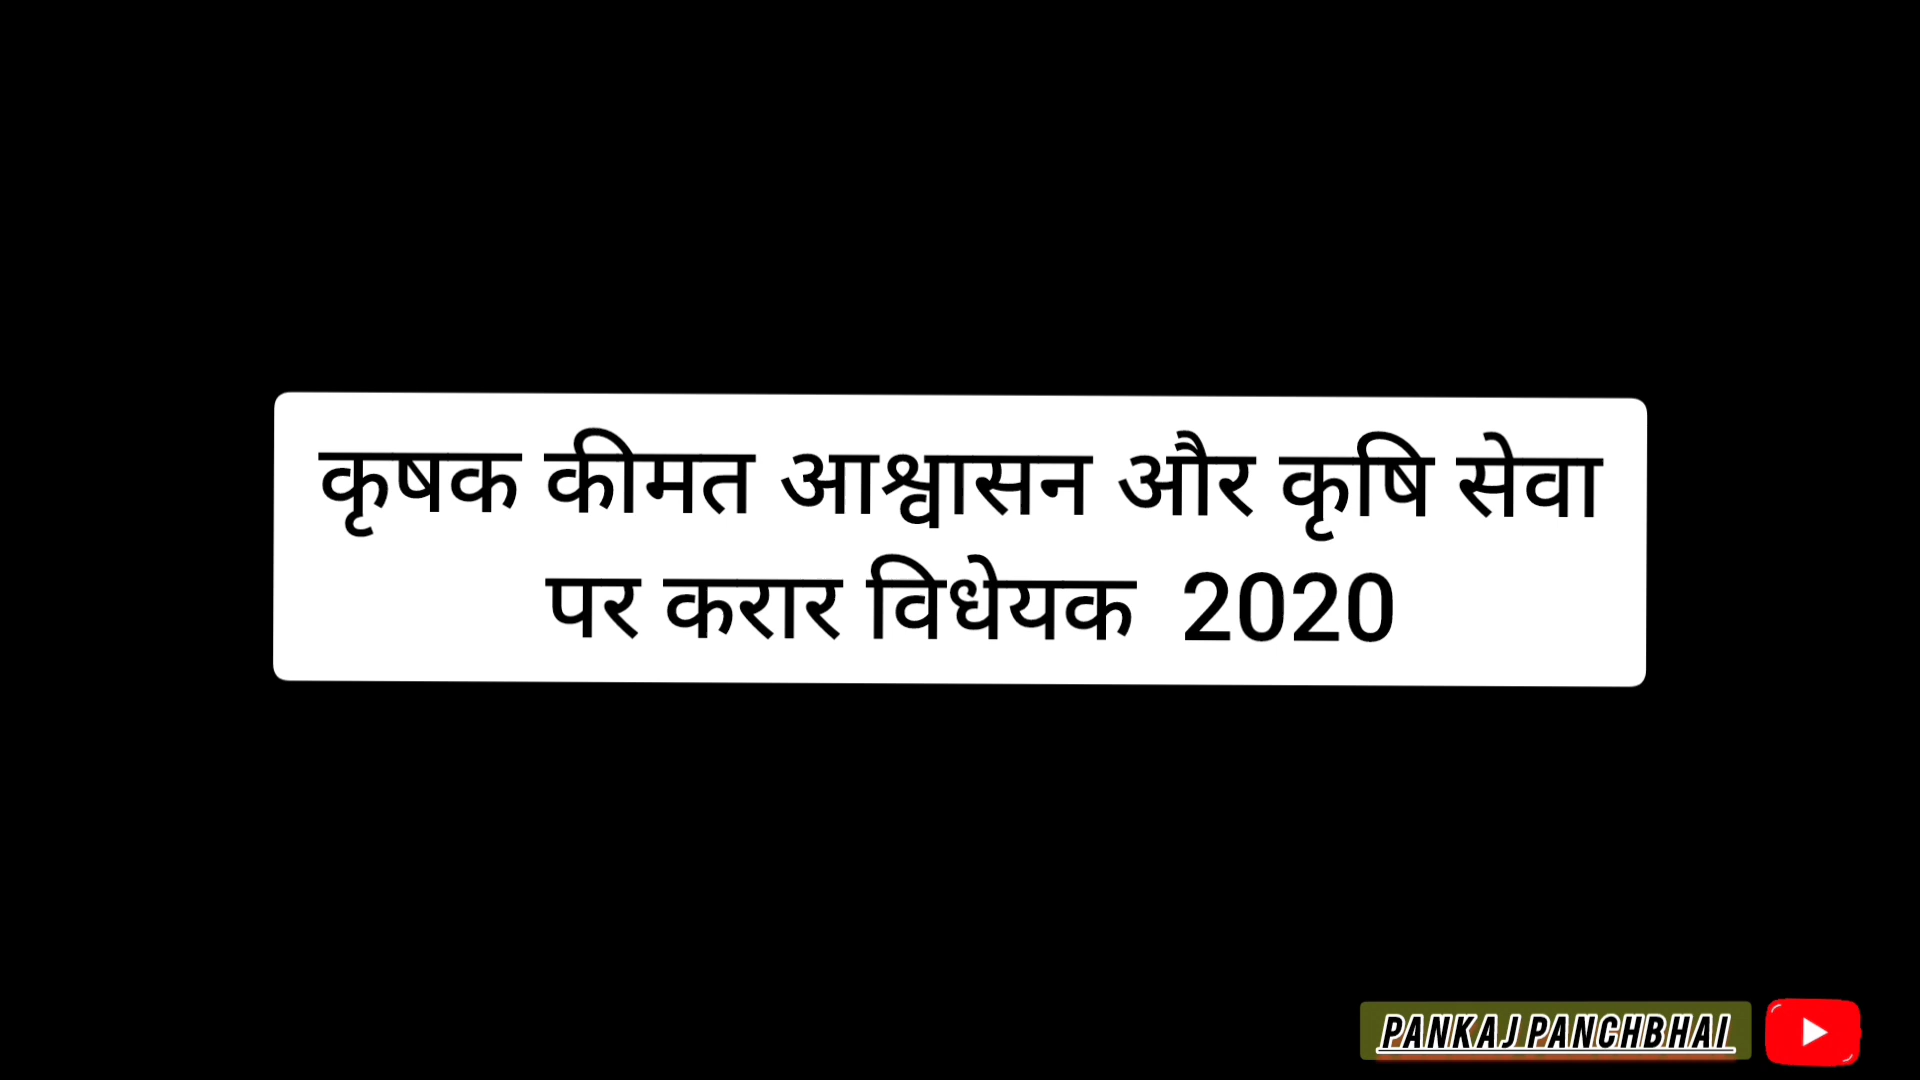 कृषक कीमत आश्वासन और कृषि सेवा
पर करार विधेयक 2020
PANKAJ PANCHBHAI